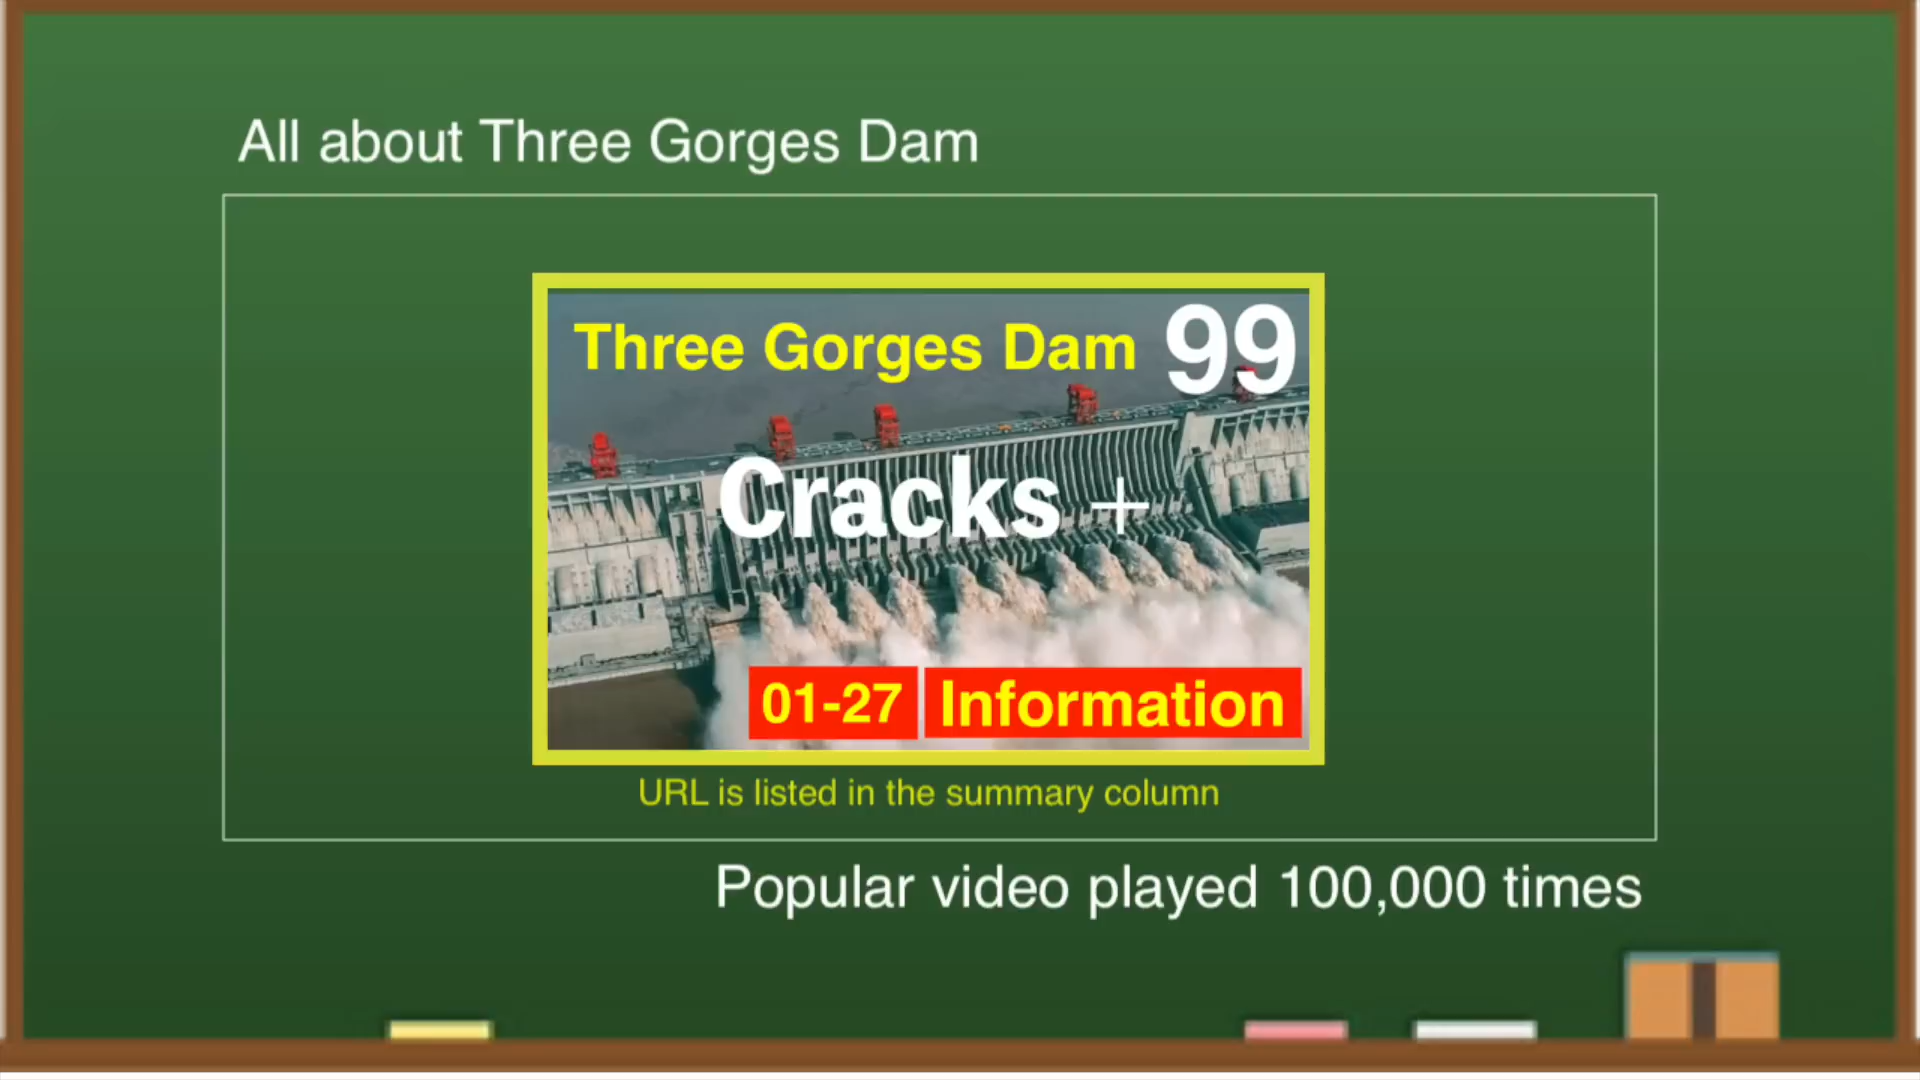 All about Three Gorges Dam
Three Gorges Dam 99
Cracks +
01-27 Information
URL is listed in the summary column
Popular video played 100,000 times